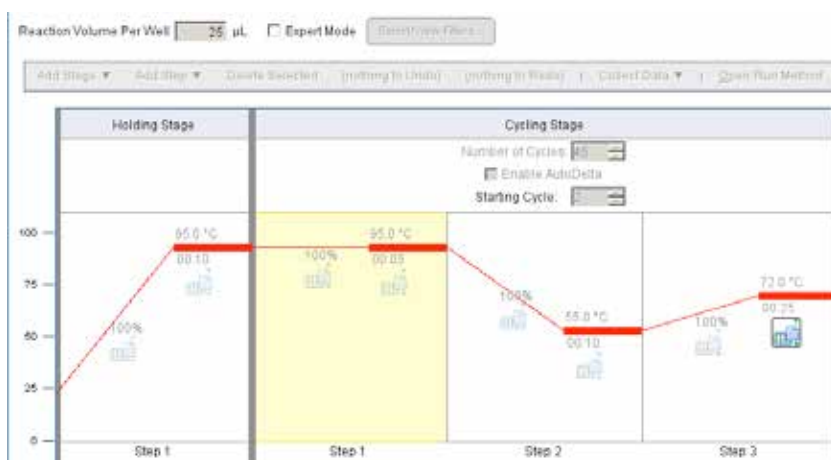 Reaction Volume Per Well 25 µL Expert Mode
Add Stage ▼ Add Step ▼ Delete Selected (nothing to Undo) (nothing to Redo) | Collect Data ▼ | Open Run Method
Holding Stage Cycling Stage
Number of Cycles: 45
Enable AutoDelta
Starting Cycle:
100
95.0 °C 95.0 °C
00:10 100% 00:05
75
72.0 °C
100% 00:25
50
55.0 °C
100% 00:10 100%
25
0
Step 1 Step 1 Step 2 Step 3